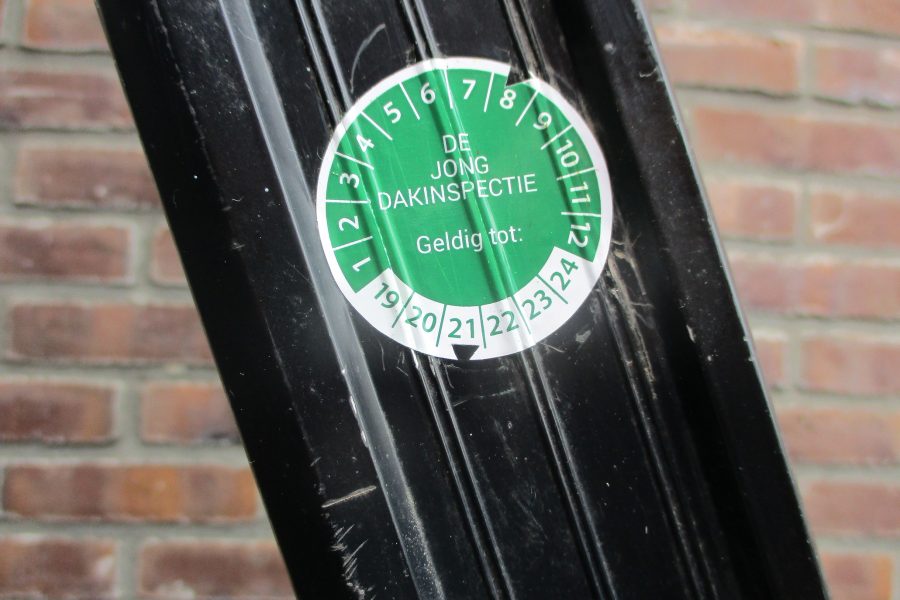 1 2 3 4 5 6 7 8 9 10 11 12
DE
JONG
DAKINSPECTIE
Geldig tot:
19 20 21 22 23 24